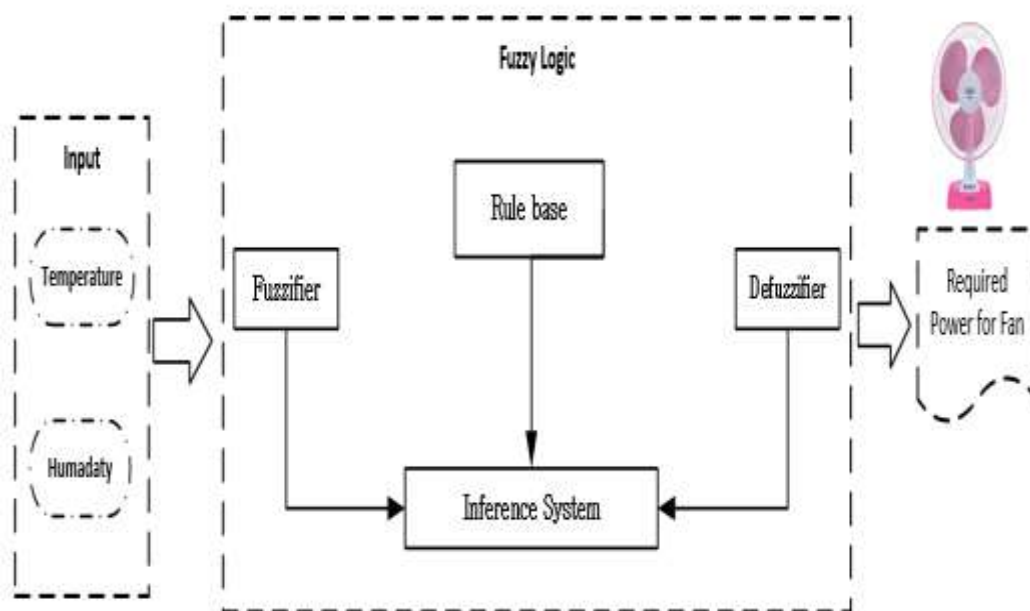 Input
Temperature
Humadaty
Fuzzy Logic
Rule base
Fuzzifier
Defuzzifier
Inference System
Required
Power for Fan